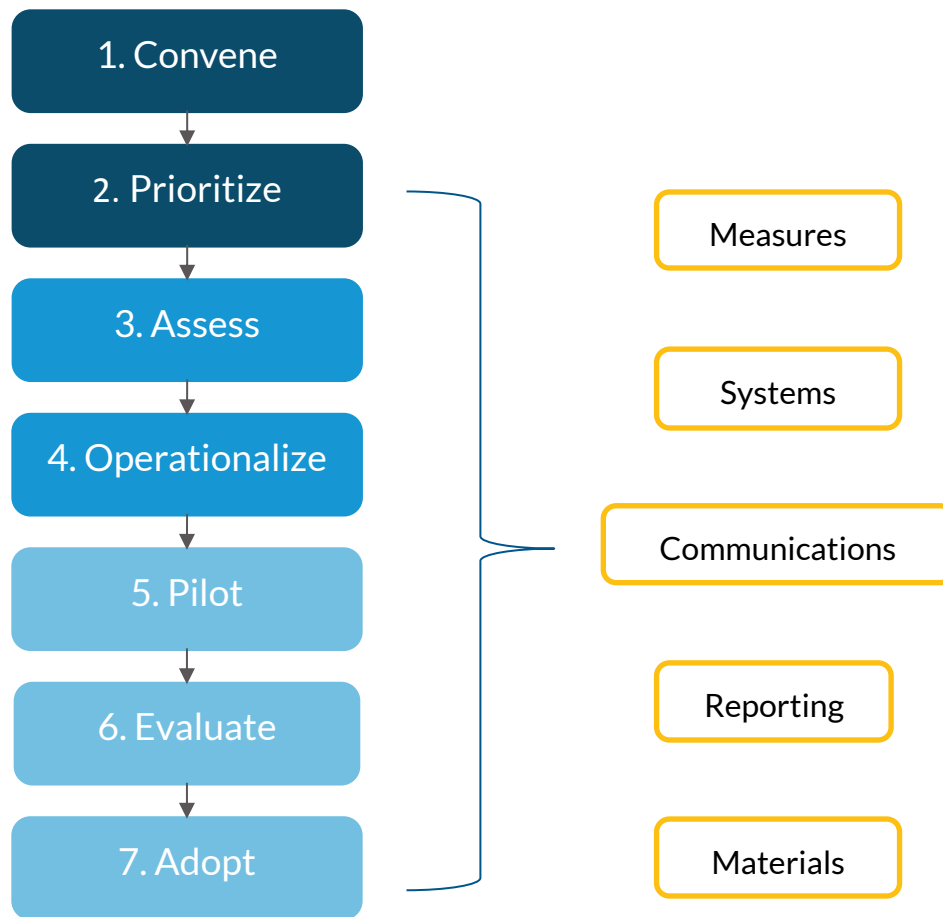 1. Convene
2. Prioritize
3. Assess
4. Operationalize
5. Pilot
6. Evaluate
7. Adopt
Measures
Systems
Communications
Reporting
Materials